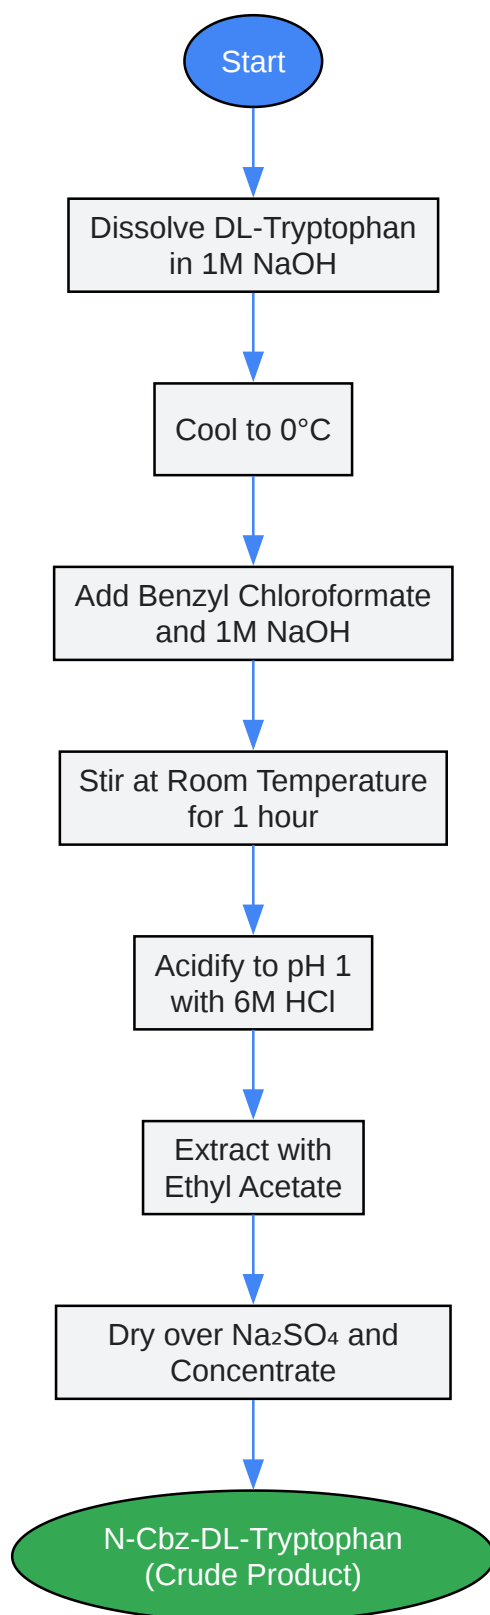 Start
Dissolve DL-Tryptophan
in 1M NaOH
Cool to 0°C
Add Benzyl Chloroformate
and 1M NaOH
Stir at Room Temperature
for 1 hour
Acidify to pH 1
with 6M HCl
Extract with
Ethyl Acetate
Dry over Na₂SO₄ and
Concentrate
N-Cbz-DL-Tryptophan
(Crude Product)